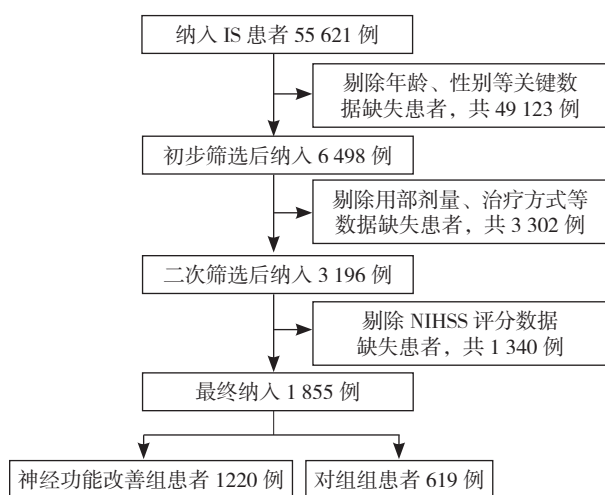 纳入 IS 患者 55 621 例
剔除年龄、性别等关键数
据缺失患者，共 49 123 例
初步筛选后纳入 6 498 例
剔除用部剂量、治疗方式等
数据缺失患者，共 3 302 例
二次筛选后纳入 3 196 例
剔除 NIHSS 评分数据
缺失患者，共 1 340 例
最终纳入 1 855 例
神经功能改善组患者 1220 例
对组组患者 619 例